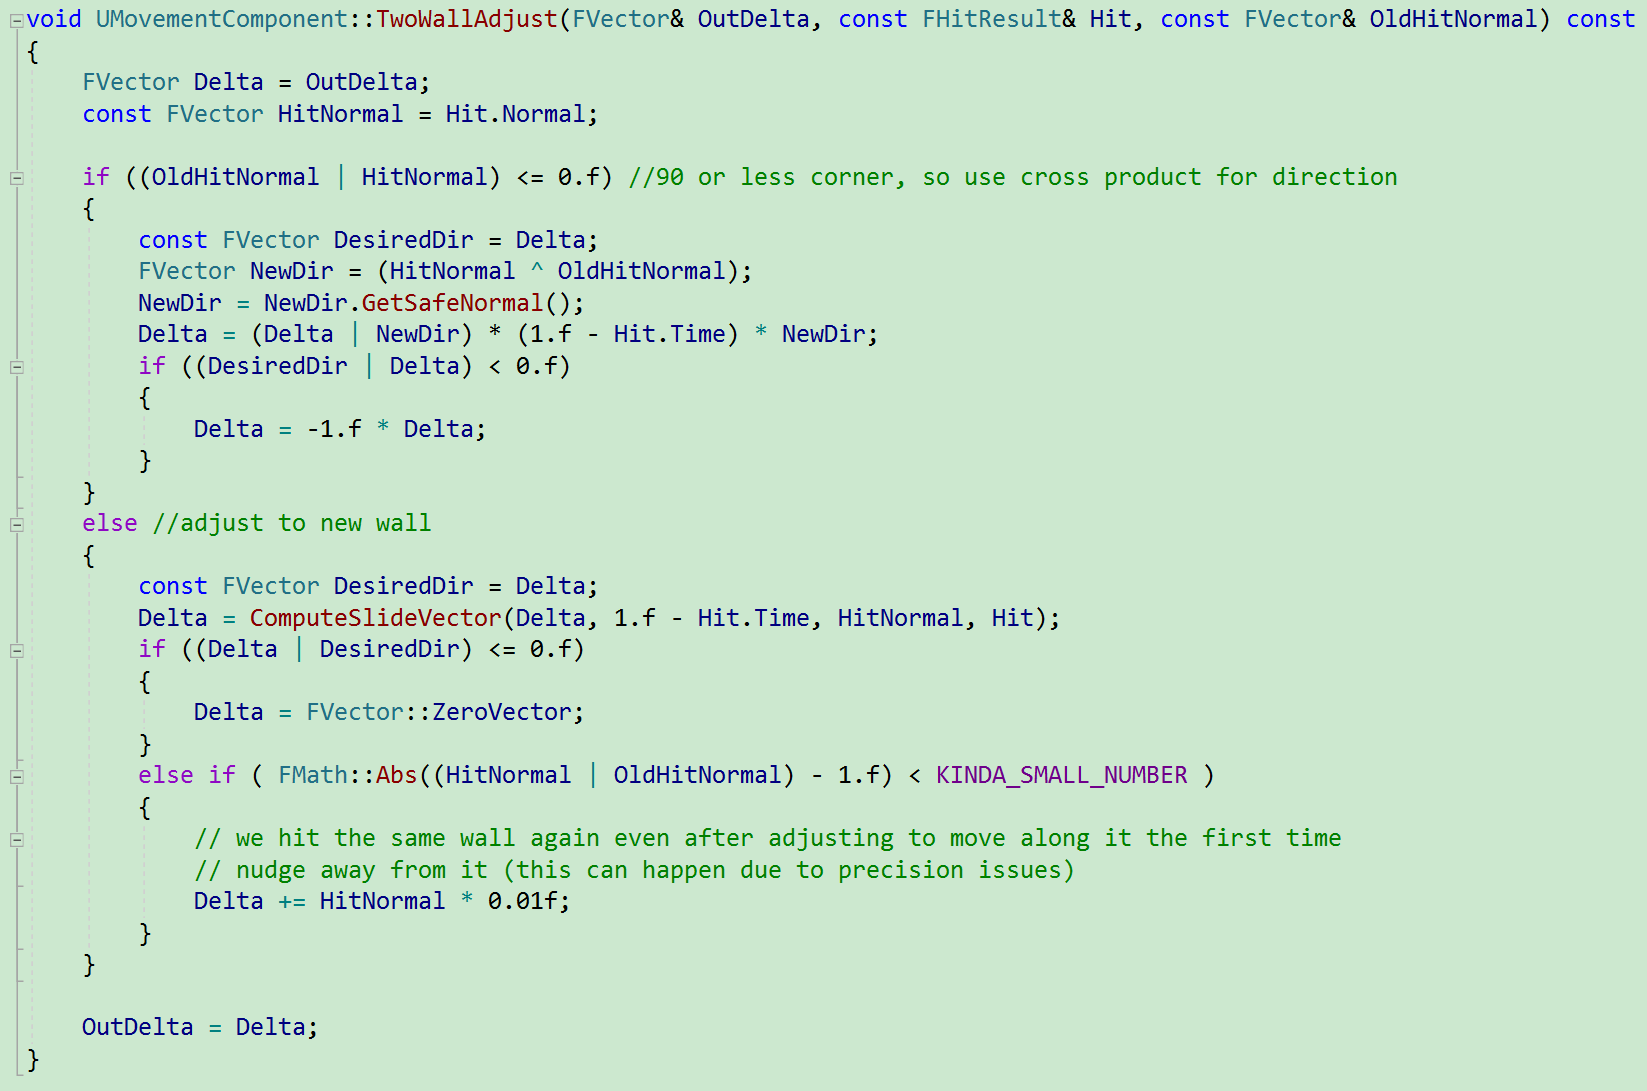 void UMovementComponent::TwoWallAdjust(FVector& OutDelta, const FHitResult& Hit, const FVector& OldHitNormal) const
{
    FVector Delta = OutDelta;
    const FVector HitNormal = Hit.Normal;

    if ((OldHitNormal | HitNormal) <= 0.f) //90 or less corner, so use cross product for direction
    {
        const FVector DesiredDir = Delta;
        FVector NewDir = (HitNormal ^ OldHitNormal);
        NewDir = NewDir.GetSafeNormal();
        Delta = (Delta | NewDir) * (1.f - Hit.Time) * NewDir;
        if ((DesiredDir | Delta) < 0.f)
        {
            Delta = -1.f * Delta;
        }
    }
    else //adjust to new wall
    {
        const FVector DesiredDir = Delta;
        Delta = ComputeSlideVector(Delta, 1.f - Hit.Time, HitNormal, Hit);
        if ((Delta | DesiredDir) <= 0.f)
        {
            Delta = FVector::ZeroVector;
        }
        else if ( FMath::Abs((HitNormal | OldHitNormal) - 1.f) < KINDA_SMALL_NUMBER )
        {
            // we hit the same wall again even after adjusting to move along it the first time
            // nudge away from it (this can happen due to precision issues)
            Delta += HitNormal * 0.01f;
        }
    }

    OutDelta = Delta;
}